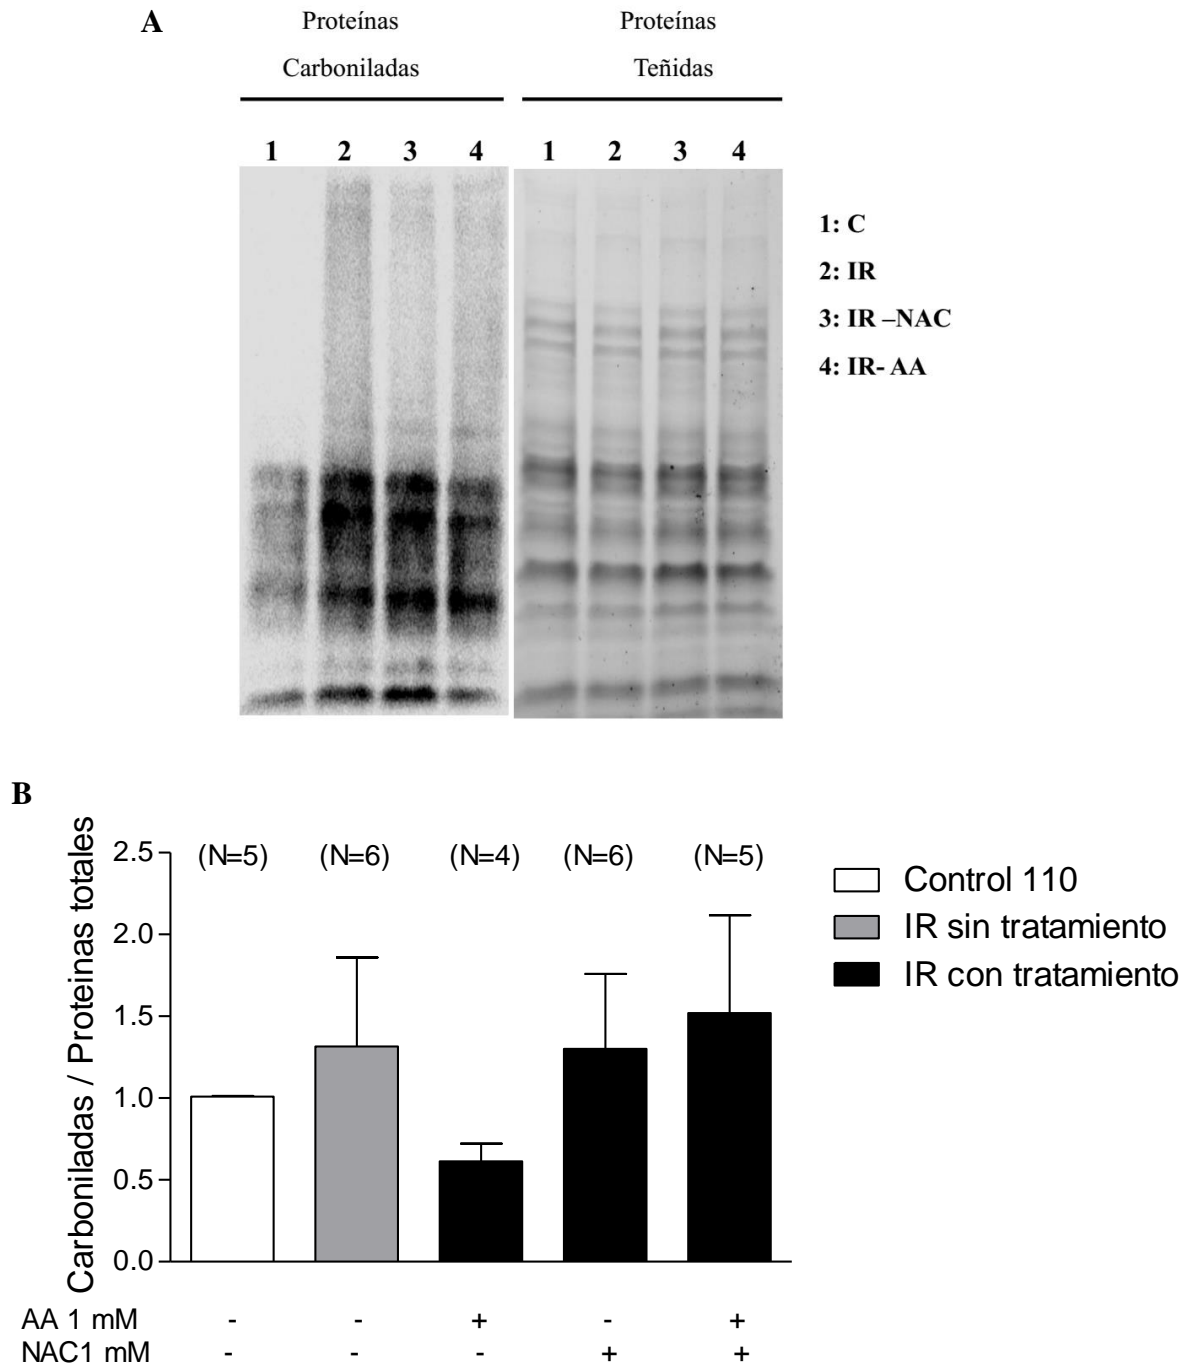 A
Proteínas
Carboniladas
Proteínas
Teñidas
1 2 3 4 1 2 3 4
1: C
2: IR
3: IR –NAC
4: IR- AA
B
Carboniladas / Proteinas totales
2.5
2.0
1.5
1.0
0.5
0.0
(N=5) (N=6) (N=4) (N=6) (N=5)
Control 110
IR sin tratamiento
IR con tratamiento
AA 1 mM - - + - +
NAC1 mM - - - + +